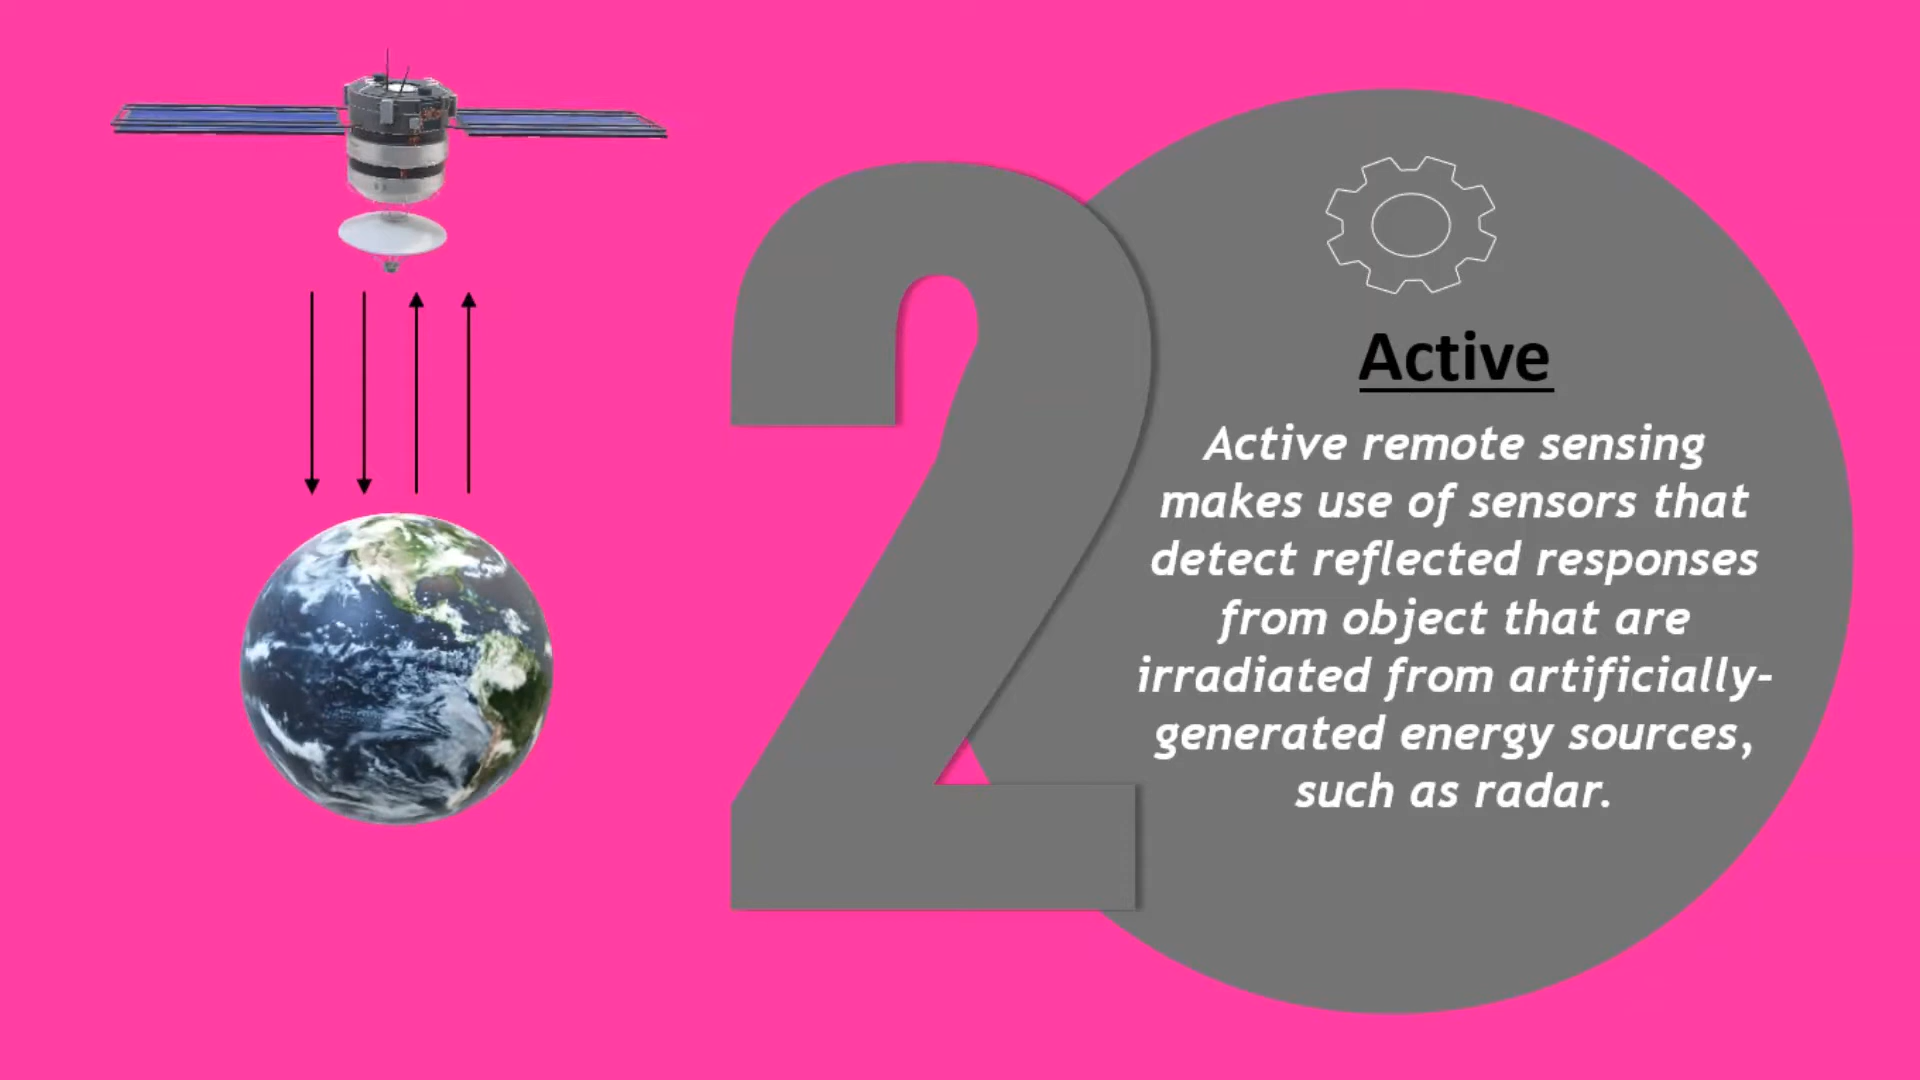 2
Active
Active remote sensing
makes use of sensors that
detect reflected responses
from object that are
irradiated from artificially-
generated energy sources,
such as radar.